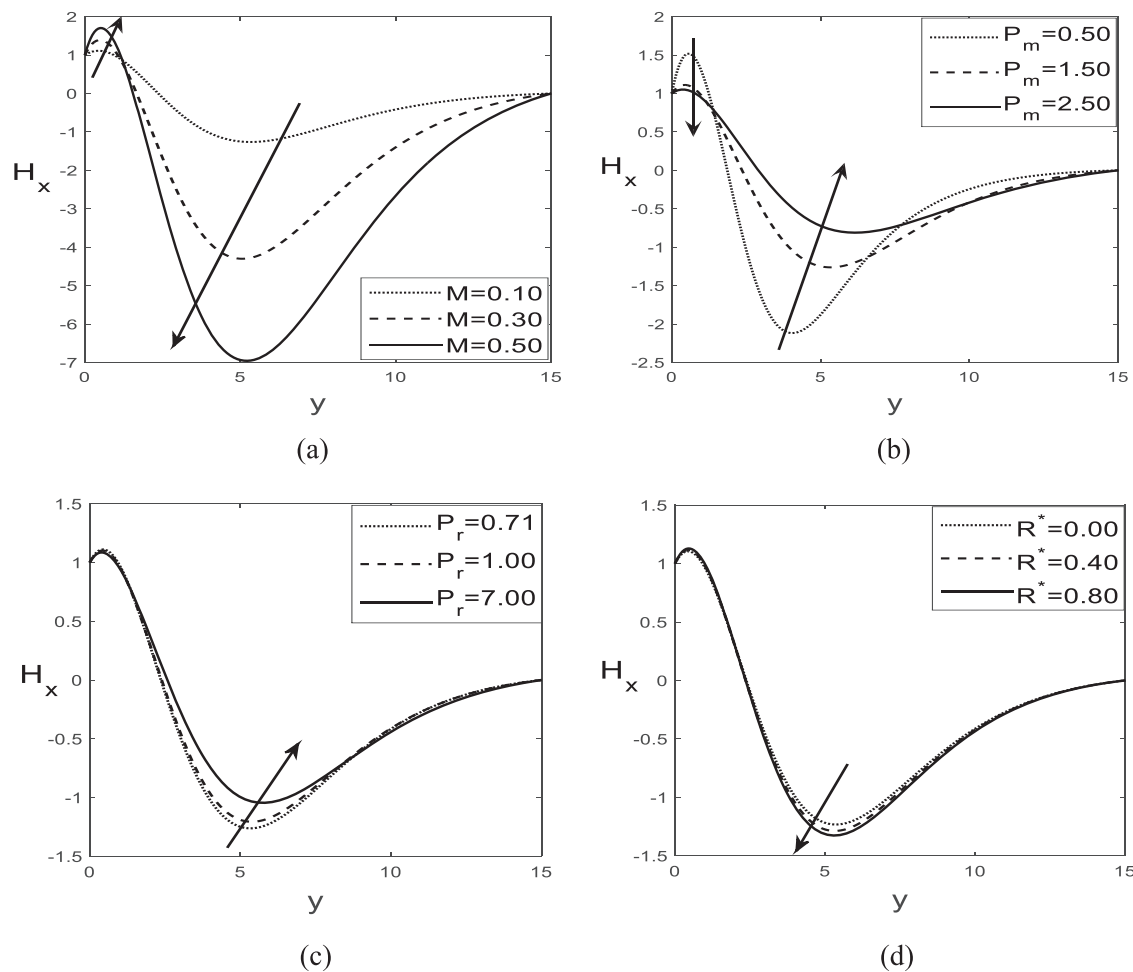 2
1
0
-1
-2
-3
-4
-5
-6
-7
H_x
M=0.10
M=0.30
M=0.50
0 5 10 15
y
(a)
2
1.5
1
0.5
0
-0.5
-1
-1.5
-2
-2.5
H_x
P_m=0.50
P_m=1.50
P_m=2.50
0 5 10 15
y
(b)
1.5
1
0.5
0
-0.5
-1
-1.5
H_x
P_r=0.71
P_r=1.00
P_r=7.00
0 5 10 15
y
(c)
1.5
1
0.5
0
-0.5
-1
-1.5
H_x
R*=0.00
R*=0.40
R*=0.80
0 5 10 15
y
(d)